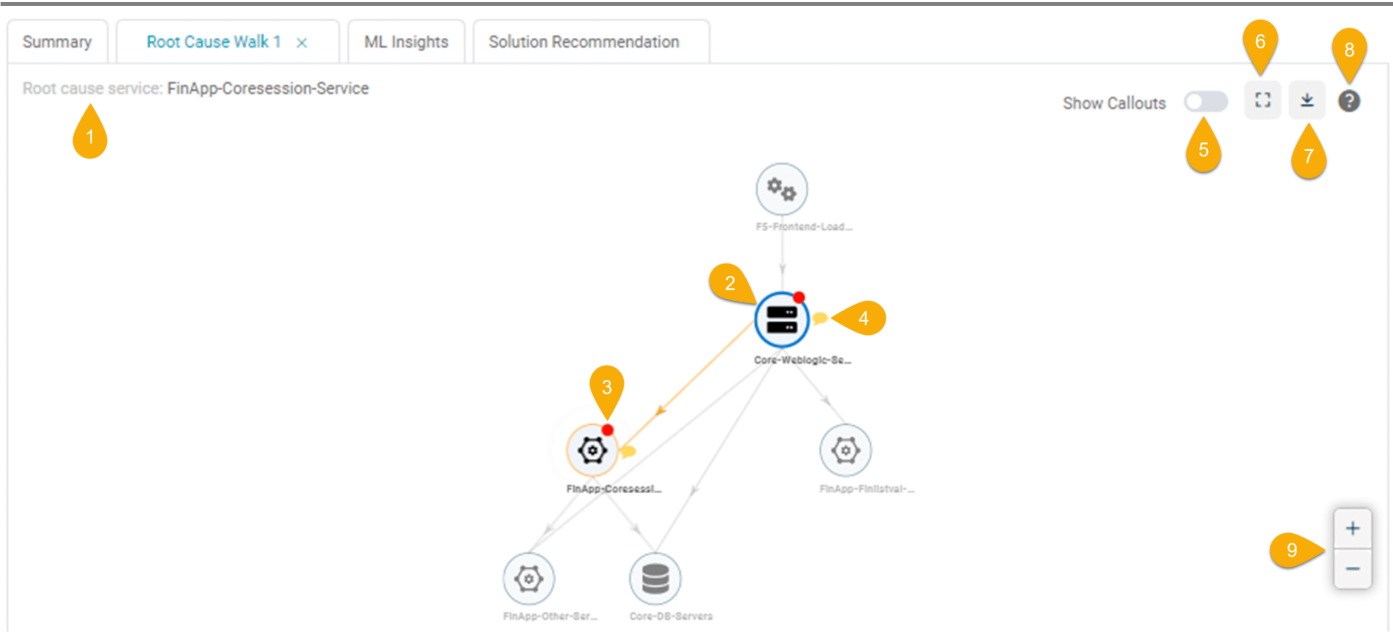 Summary
Root Cause Walk 1 ×
ML Insights
Solution Recommendation
6
8
Root cause service: FinApp-Coresession-Service
Show Callouts
?
1
5
7
F5-Frontend-Load...
2
4
Core-Weblogic-Se...
3
FinApp-Coresessi...
FinApp-Finlistval-...
+
9
−
FinApp-Other-Ser...
Core-DB-Servers